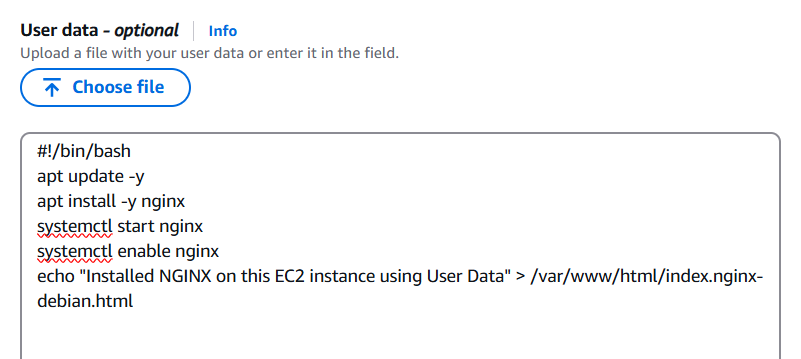 User data - optional Info
Upload a file with your user data or enter it in the field.
Choose file
#!/bin/bash
apt update -y
apt install -y nginx
systemctl start nginx
systemctl enable nginx
echo "Installed NGINX on this EC2 instance using User Data" > /var/www/html/index.nginx-
debian.html